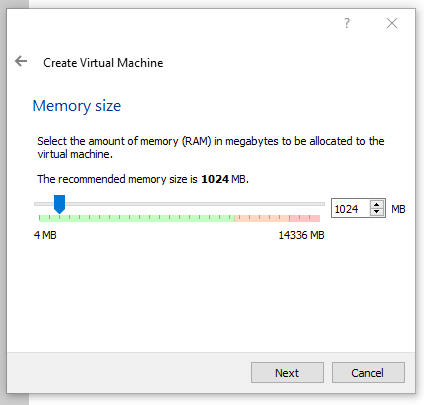 ?
Create Virtual Machine
Memory size
Select the amount of memory (RAM) in megabytes to be allocated to the
virtual machine.
The recommended memory size is 1024 MB.
1024 MB
4 MB 14336 MB
Next Cancel